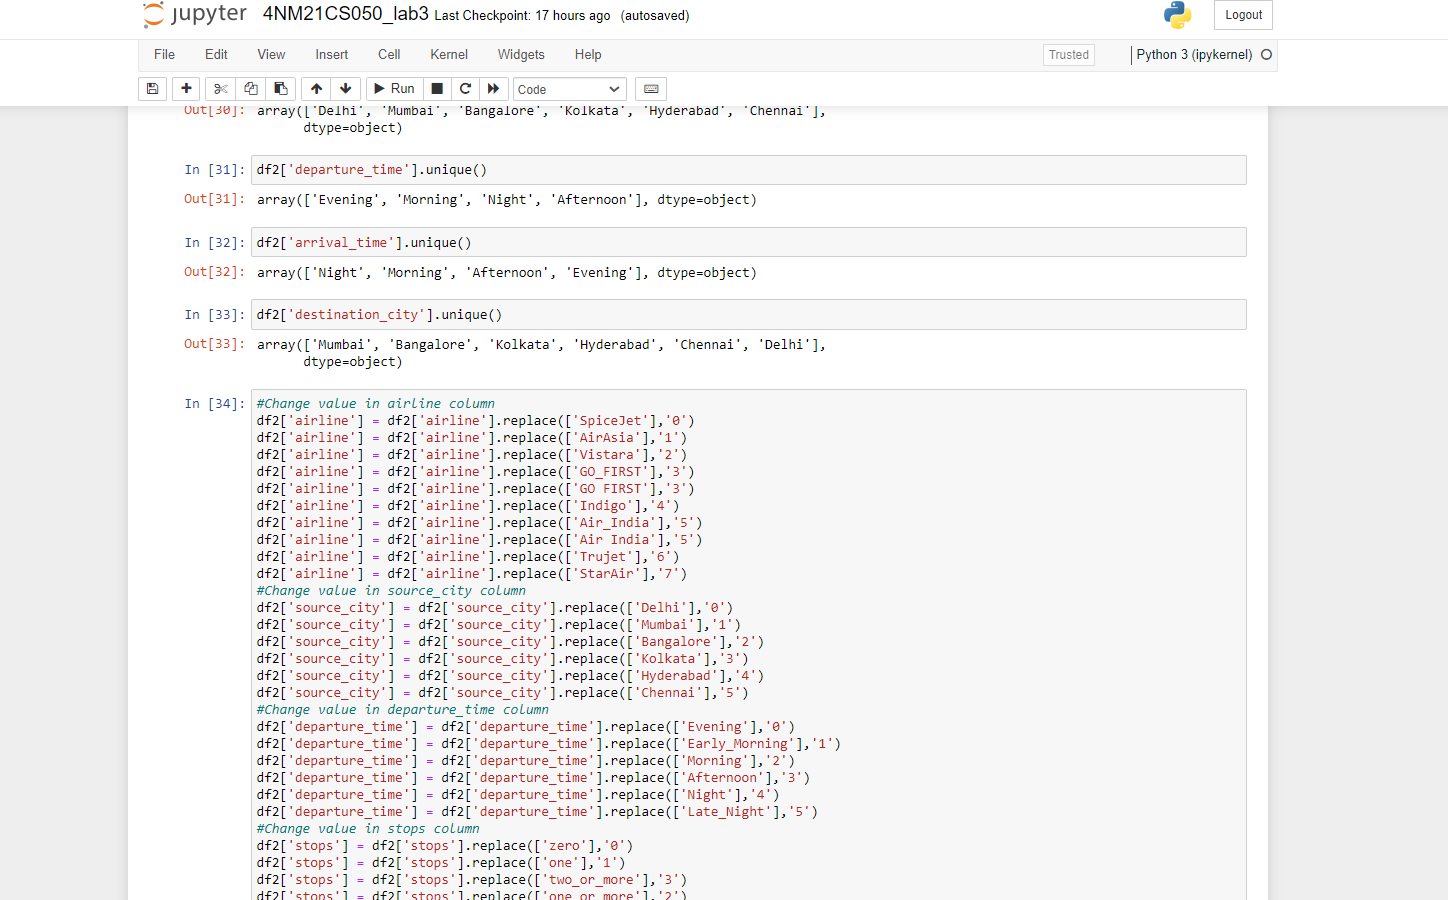 jupyter 4NM21CS050_lab3 Last Checkpoint: 17 hours ago (autosaved)
Logout
File Edit View Insert Cell Kernel Widgets Help
Trusted
Python 3 (ipykernel)
Run
Code
Out[30]: array(['Delhi', 'Mumbai', 'Bangalore', 'Kolkata', 'Hyderabad', 'Chennai'],
dtype=object)
In [31]: df2['departure_time'].unique()
Out[31]: array(['Evening', 'Morning', 'Night', 'Afternoon'], dtype=object)
In [32]: df2['arrival_time'].unique()
Out[32]: array(['Night', 'Morning', 'Afternoon', 'Evening'], dtype=object)
In [33]: df2['destination_city'].unique()
Out[33]: array(['Mumbai', 'Bangalore', 'Kolkata', 'Hyderabad', 'Chennai', 'Delhi'],
dtype=object)
In [34]: #Change value in airline column
df2['airline'] = df2['airline'].replace(['SpiceJet'],'0')
df2['airline'] = df2['airline'].replace(['AirAsia'],'1')
df2['airline'] = df2['airline'].replace(['Vistara'],'2')
df2['airline'] = df2['airline'].replace(['GO_FIRST'],'3')
df2['airline'] = df2['airline'].replace(['GO FIRST'],'3')
df2['airline'] = df2['airline'].replace(['Indigo'],'4')
df2['airline'] = df2['airline'].replace(['Air_India'],'5')
df2['airline'] = df2['airline'].replace(['Air India'],'5')
df2['airline'] = df2['airline'].replace(['Trujet'],'6')
df2['airline'] = df2['airline'].replace(['StarAir'],'7')
#Change value in source_city column
df2['source_city'] = df2['source_city'].replace(['Delhi'],'0')
df2['source_city'] = df2['source_city'].replace(['Mumbai'],'1')
df2['source_city'] = df2['source_city'].replace(['Bangalore'],'2')
df2['source_city'] = df2['source_city'].replace(['Kolkata'],'3')
df2['source_city'] = df2['source_city'].replace(['Hyderabad'],'4')
df2['source_city'] = df2['source_city'].replace(['Chennai'],'5')
#Change value in departure_time column
df2['departure_time'] = df2['departure_time'].replace(['Evening'],'0')
df2['departure_time'] = df2['departure_time'].replace(['Early_Morning'],'1')
df2['departure_time'] = df2['departure_time'].replace(['Morning'],'2')
df2['departure_time'] = df2['departure_time'].replace(['Afternoon'],'3')
df2['departure_time'] = df2['departure_time'].replace(['Night'],'4')
df2['departure_time'] = df2['departure_time'].replace(['Late_Night'],'5')
#Change value in stops column
df2['stops'] = df2['stops'].replace(['zero'],'0')
df2['stops'] = df2['stops'].replace(['one'],'1')
df2['stops'] = df2['stops'].replace(['two_or_more'],'3')
df2['stops'] = df2['stops'].replace(['one_or_more'],'2')